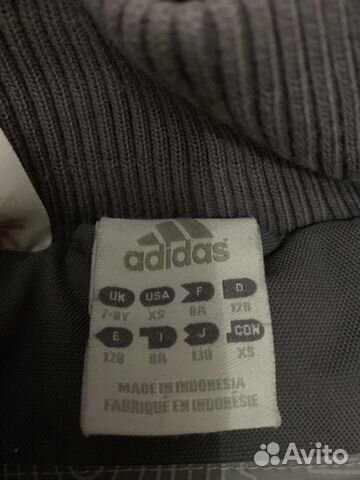 adidas
UK USA F D
7-8Y XS 8A 128
E I J CDN
128 8A 130 XS
MADE IN INDONESIA
FABRIQUÉ EN INDONÉSIE
Avito